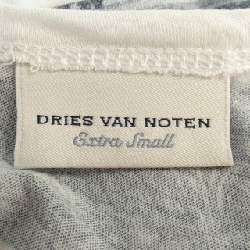 DRIES VAN NOTEN
Extra Small